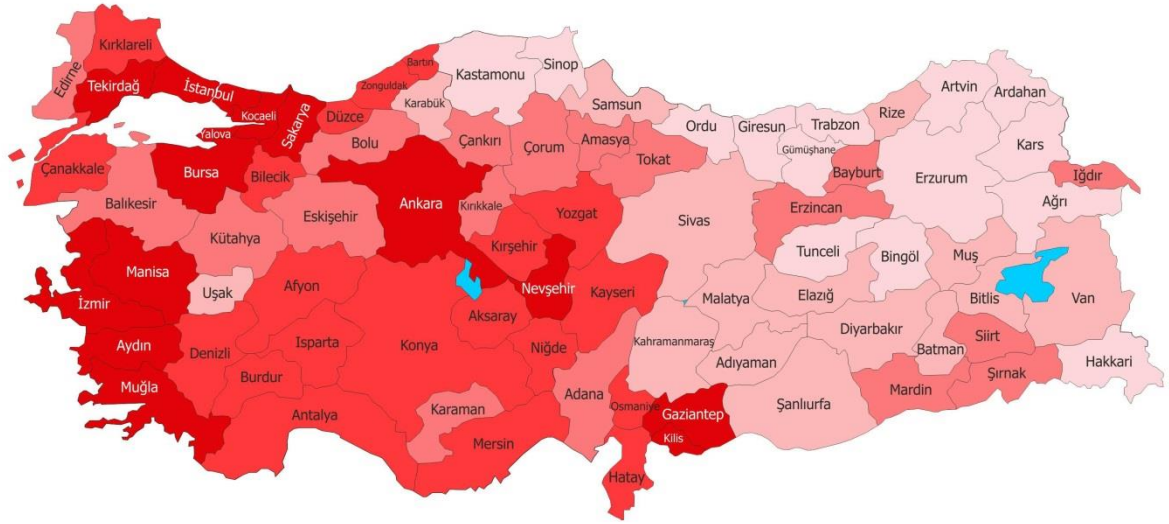 Kırklareli
Edirne
Tekirdağ
İstanbul
Kocaeli
Yalova
Sakarya
Düzce
Zonguldak
Bartın
Karabük
Kastamonu
Sinop
Samsun
Ordu
Giresun
Trabzon
Gümüşhane
Rize
Artvin
Ardahan
Kars
Iğdır
Ağrı
Erzurum
Bayburt
Erzincan
Tokat
Amasya
Çorum
Çankırı
Bolu
Bilecik
Bursa
Çanakkale
Balıkesir
Kütahya
Eskişehir
Ankara
Kırıkkale
Yozgat
Sivas
Tunceli
Bingöl
Muş
Bitlis
Van
Hakkari
Şırnak
Siirt
Batman
Mardin
Diyarbakır
Elazığ
Malatya
Adıyaman
Şanlıurfa
Kahramanmaraş
Gaziantep
Kilis
Osmaniye
Hatay
Adana
Kayseri
Nevşehir
Kırşehir
Aksaray
Niğde
Konya
Karaman
Mersin
Antalya
Isparta
Burdur
Afyon
Uşak
Denizli
Manisa
İzmir
Aydın
Muğla